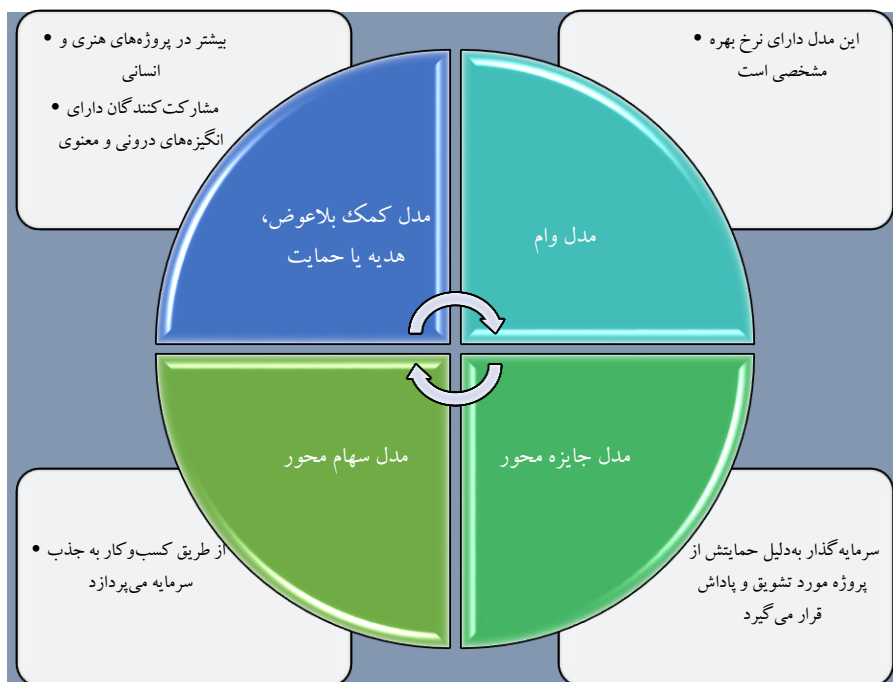 این مدل دارای نرخ بهره •
مشخصی است
بیشتر در پروژه‌های هنری و •
انسانی
مشارکت‌کنندگان دارای •
انگیزه‌های درونی و معنوی
مدل وام
مدل کمک بلاعوض،
هدیه یا حمایت
مدل جایزه محور
مدل سهام محور
سرمایه‌گذار به‌دلیل حمایتش از
پروژه مورد تشویق و پاداش
قرار می‌گیرد
از طریق کسب‌وکار به جذب •
سرمایه می‌پردازد